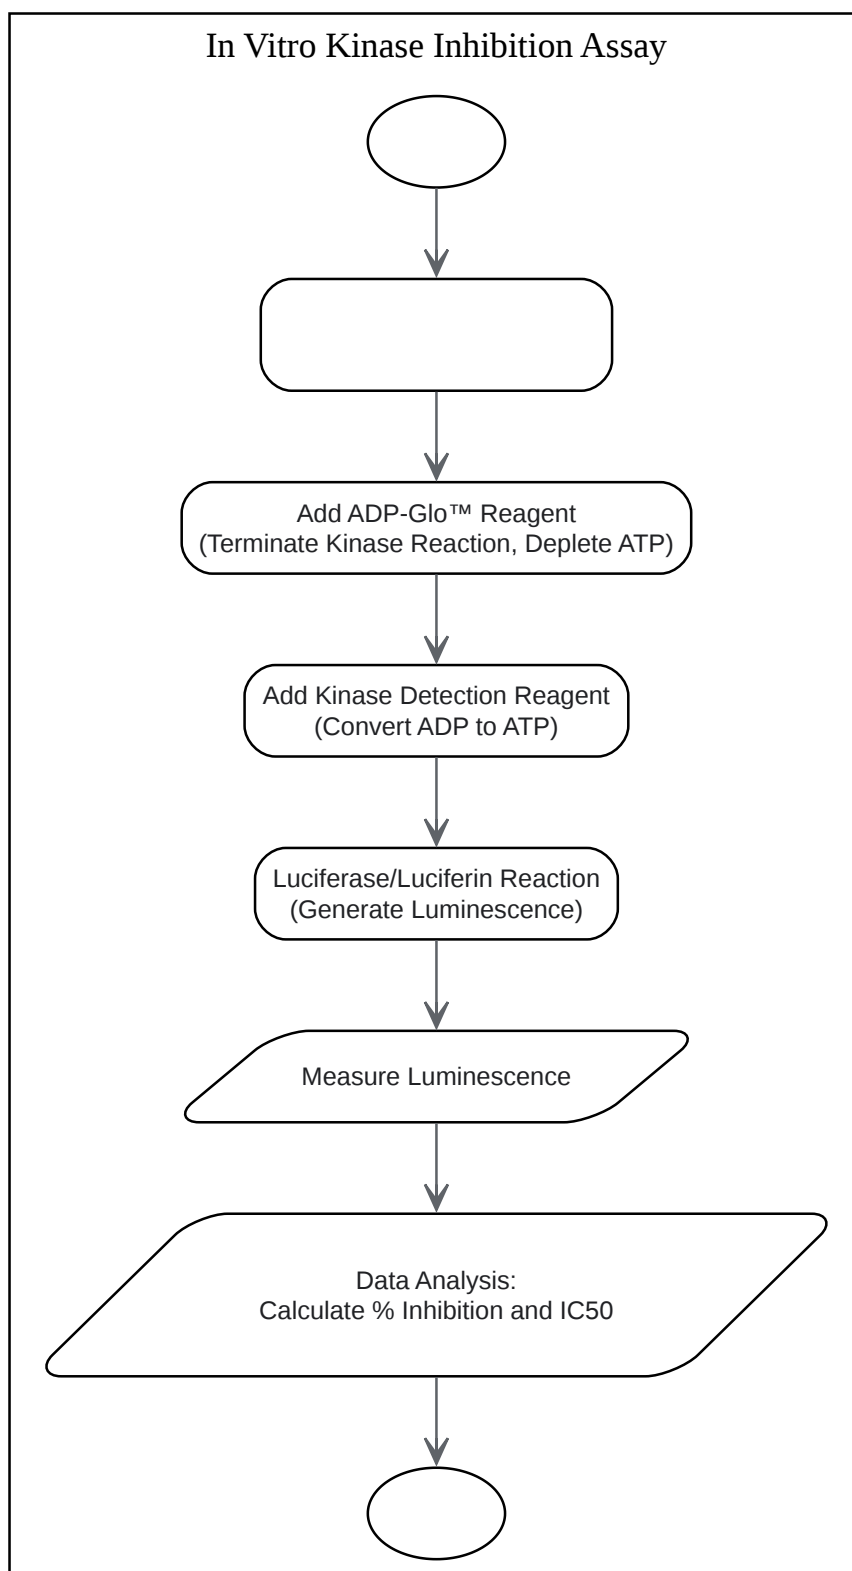 In Vitro Kinase Inhibition Assay
Add ADP-Glo™ Reagent
(Terminate Kinase Reaction, Deplete ATP)
Add Kinase Detection Reagent
(Convert ADP to ATP)
Luciferase/Luciferin Reaction
(Generate Luminescence)
Measure Luminescence
Data Analysis:
Calculate % Inhibition and IC50